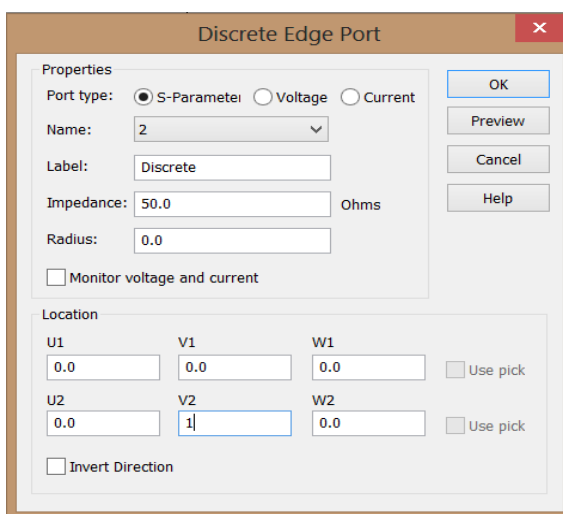 Discrete Edge Port
Properties
Port type: S-Parameter Voltage Current
Name: 2
Label: Discrete
Impedance: 50.0 Ohms
Radius: 0.0
Monitor voltage and current
OK
Preview
Cancel
Help
Location
U1 V1 W1
0.0 0.0 0.0 Use pick
U2 V2 W2
0.0 1 0.0 Use pick
Invert Direction